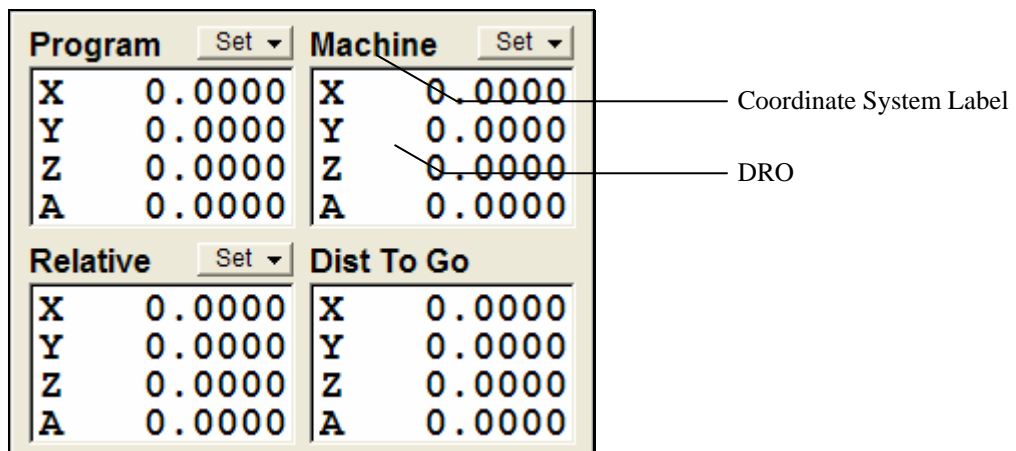 Program Set Machine Set
X 0.0000 X 0.0000
Y 0.0000 Y 0.0000
Z 0.0000 Z 0.0000
A 0.0000 A 0.0000
Coordinate System Label
DRO
Relative Set Dist To Go
X 0.0000 X 0.0000
Y 0.0000 Y 0.0000
Z 0.0000 Z 0.0000
A 0.0000 A 0.0000